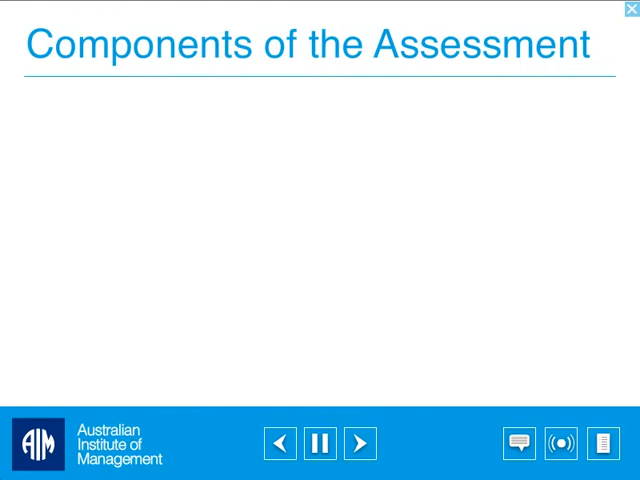 Components of the Assessment
AIM
Australian
Institute of
Management